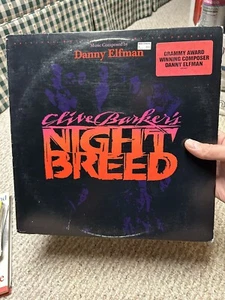 Music Composed by
Danny Elfman
GRAMMY AWARD
WINNING COMPOSER
DANNY ELFMAN
Clive Barker's
NIGHT
BREED